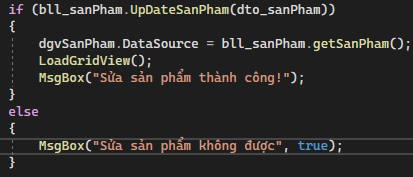 if (bll_sanPham.UpDateSanPham(dto_sanPham))
{
dgvSanPham.DataSource = bll_sanPham.getSanPham();
LoadGridView();
MsgBox("Sửa sản phẩm thành công!");
}
else
{
MsgBox("Sửa sản phẩm không được", true);
}